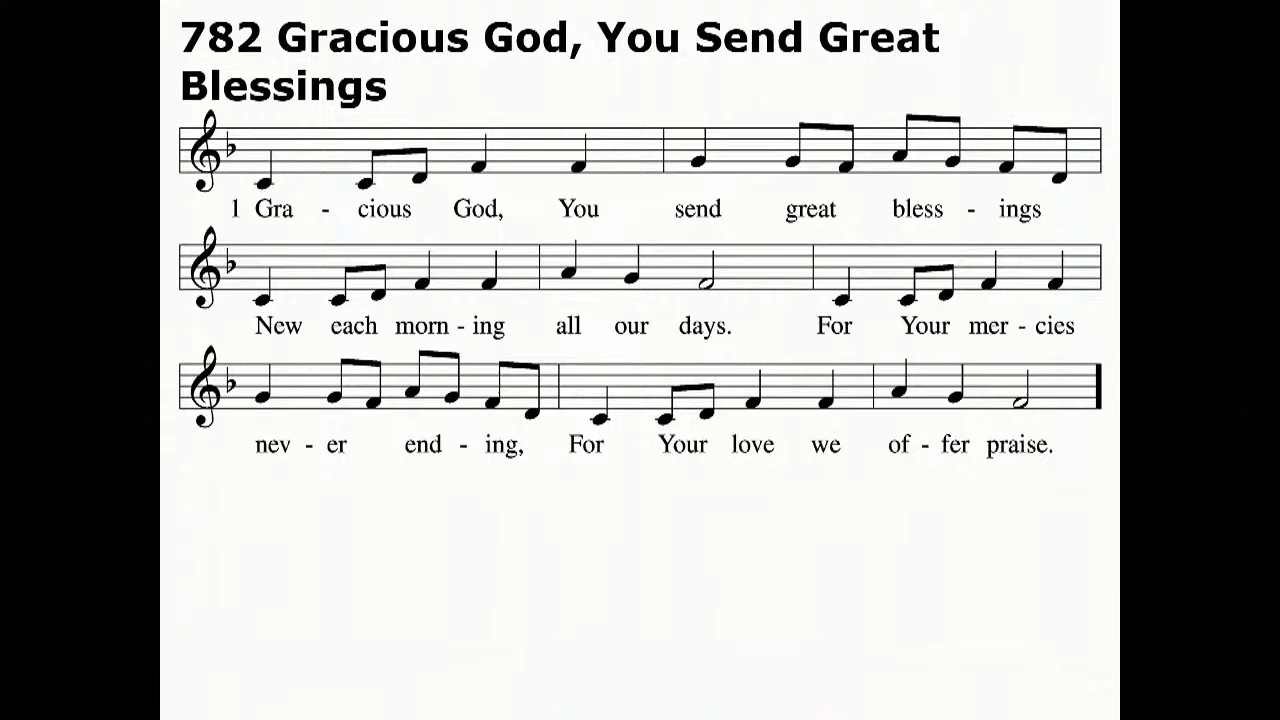 782 Gracious God, You Send Great
Blessings
1 Gra - cious God, You send great bless - ings
New each morn - ing all our days. For Your mer - cies
nev - er end - ing, For Your love we of - fer praise.